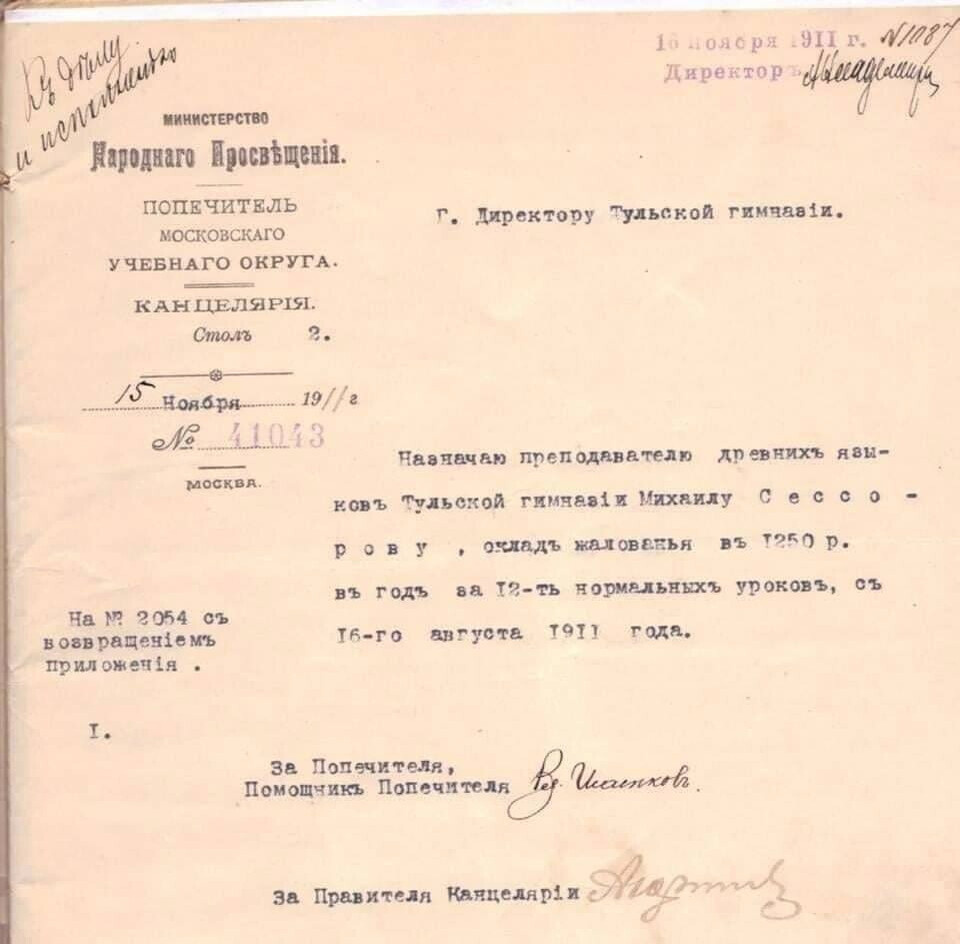 Къ дѣлу
и исполненію
16 ноября 1911 г. №1087
Директоръ
МИНИСТЕРСТВО
Народнаго Просвѣщенія.
ПОПЕЧИТЕЛЬ
МОСКОВСКАГО
УЧЕБНАГО ОКРУГА.
КАНЦЕЛЯРІЯ.
Столъ 2.
15 Ноября 1911 г
№ 41043
МОСКВА.
Г. Директору Тульской гимназіи.
Назначаю преподавателю древнихъ язы-
ковъ Тульской гимназіи Михаилу Сессо-
рову, окладъ жалованья въ 1250 р.
въ годъ за 12-ть нормальныхъ уроковъ, съ
16-го августа 1911 года.
На № 2054 съ
возвращеніемъ
приложенія .
I.
За Попечителя,
Помощникъ Попечителя
За Правителя Канцеляріи